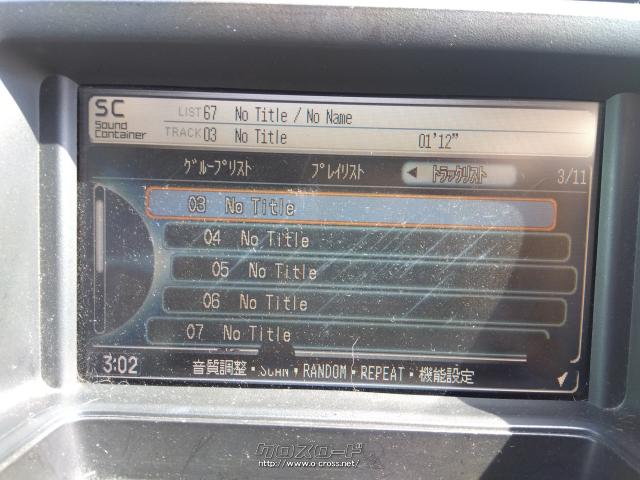 SC
Sound
Container
LIST 67 No Title / No Name
TRACK 03 No Title 01'12"
グループリスト プレイリスト ◀ トラックリスト 3/11
03 No Title
04 No Title
05 No Title
06 No Title
07 No Title
3:02 音質調整・SCAN・RANDOM・REPEAT・機能設定
クロスロード
http://www.o-cross.net/